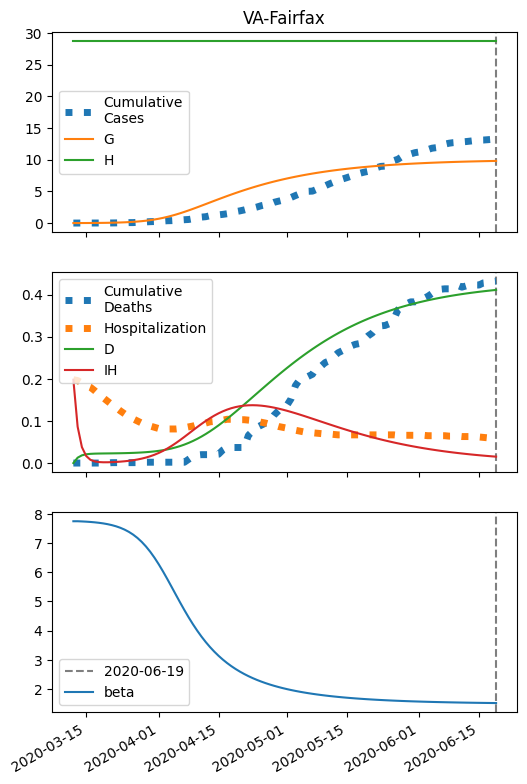 VA-Fairfax
30
25
20
15
10
5
0
Cumulative
Cases
G
H
0.4
0.3
0.2
0.1
0.0
Cumulative
Deaths
Hospitalization
D
IH
8
7
6
5
4
3
2
2020-06-19
beta
2020-03-15
2020-04-01
2020-04-15
2020-05-01
2020-05-15
2020-06-01
2020-06-15